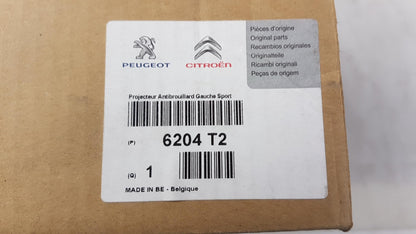 PEUGEOT
CITROËN
Pièces d'origine
Original parts
Recambios originales
Originalteile
Ricambi originali
Peças de origem
Projecteur Antibrouillard Gauche Sport
(P) 6204 T2
(Q) 1
MADE IN BE - Belgique